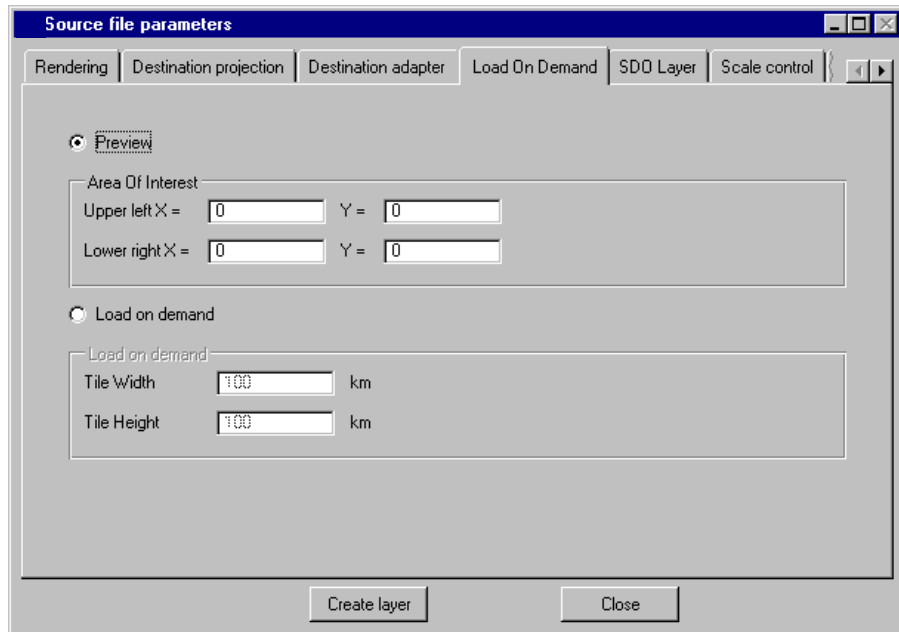 Source file parameters
Rendering Destination projection Destination adapter Load On Demand SDO Layer Scale control
Preview
Area Of Interest
Upper left X = 0 Y = 0
Lower right X = 0 Y = 0
Load on demand
Load on demand
Tile Width 100 km
Tile Height 100 km
Create layer Close